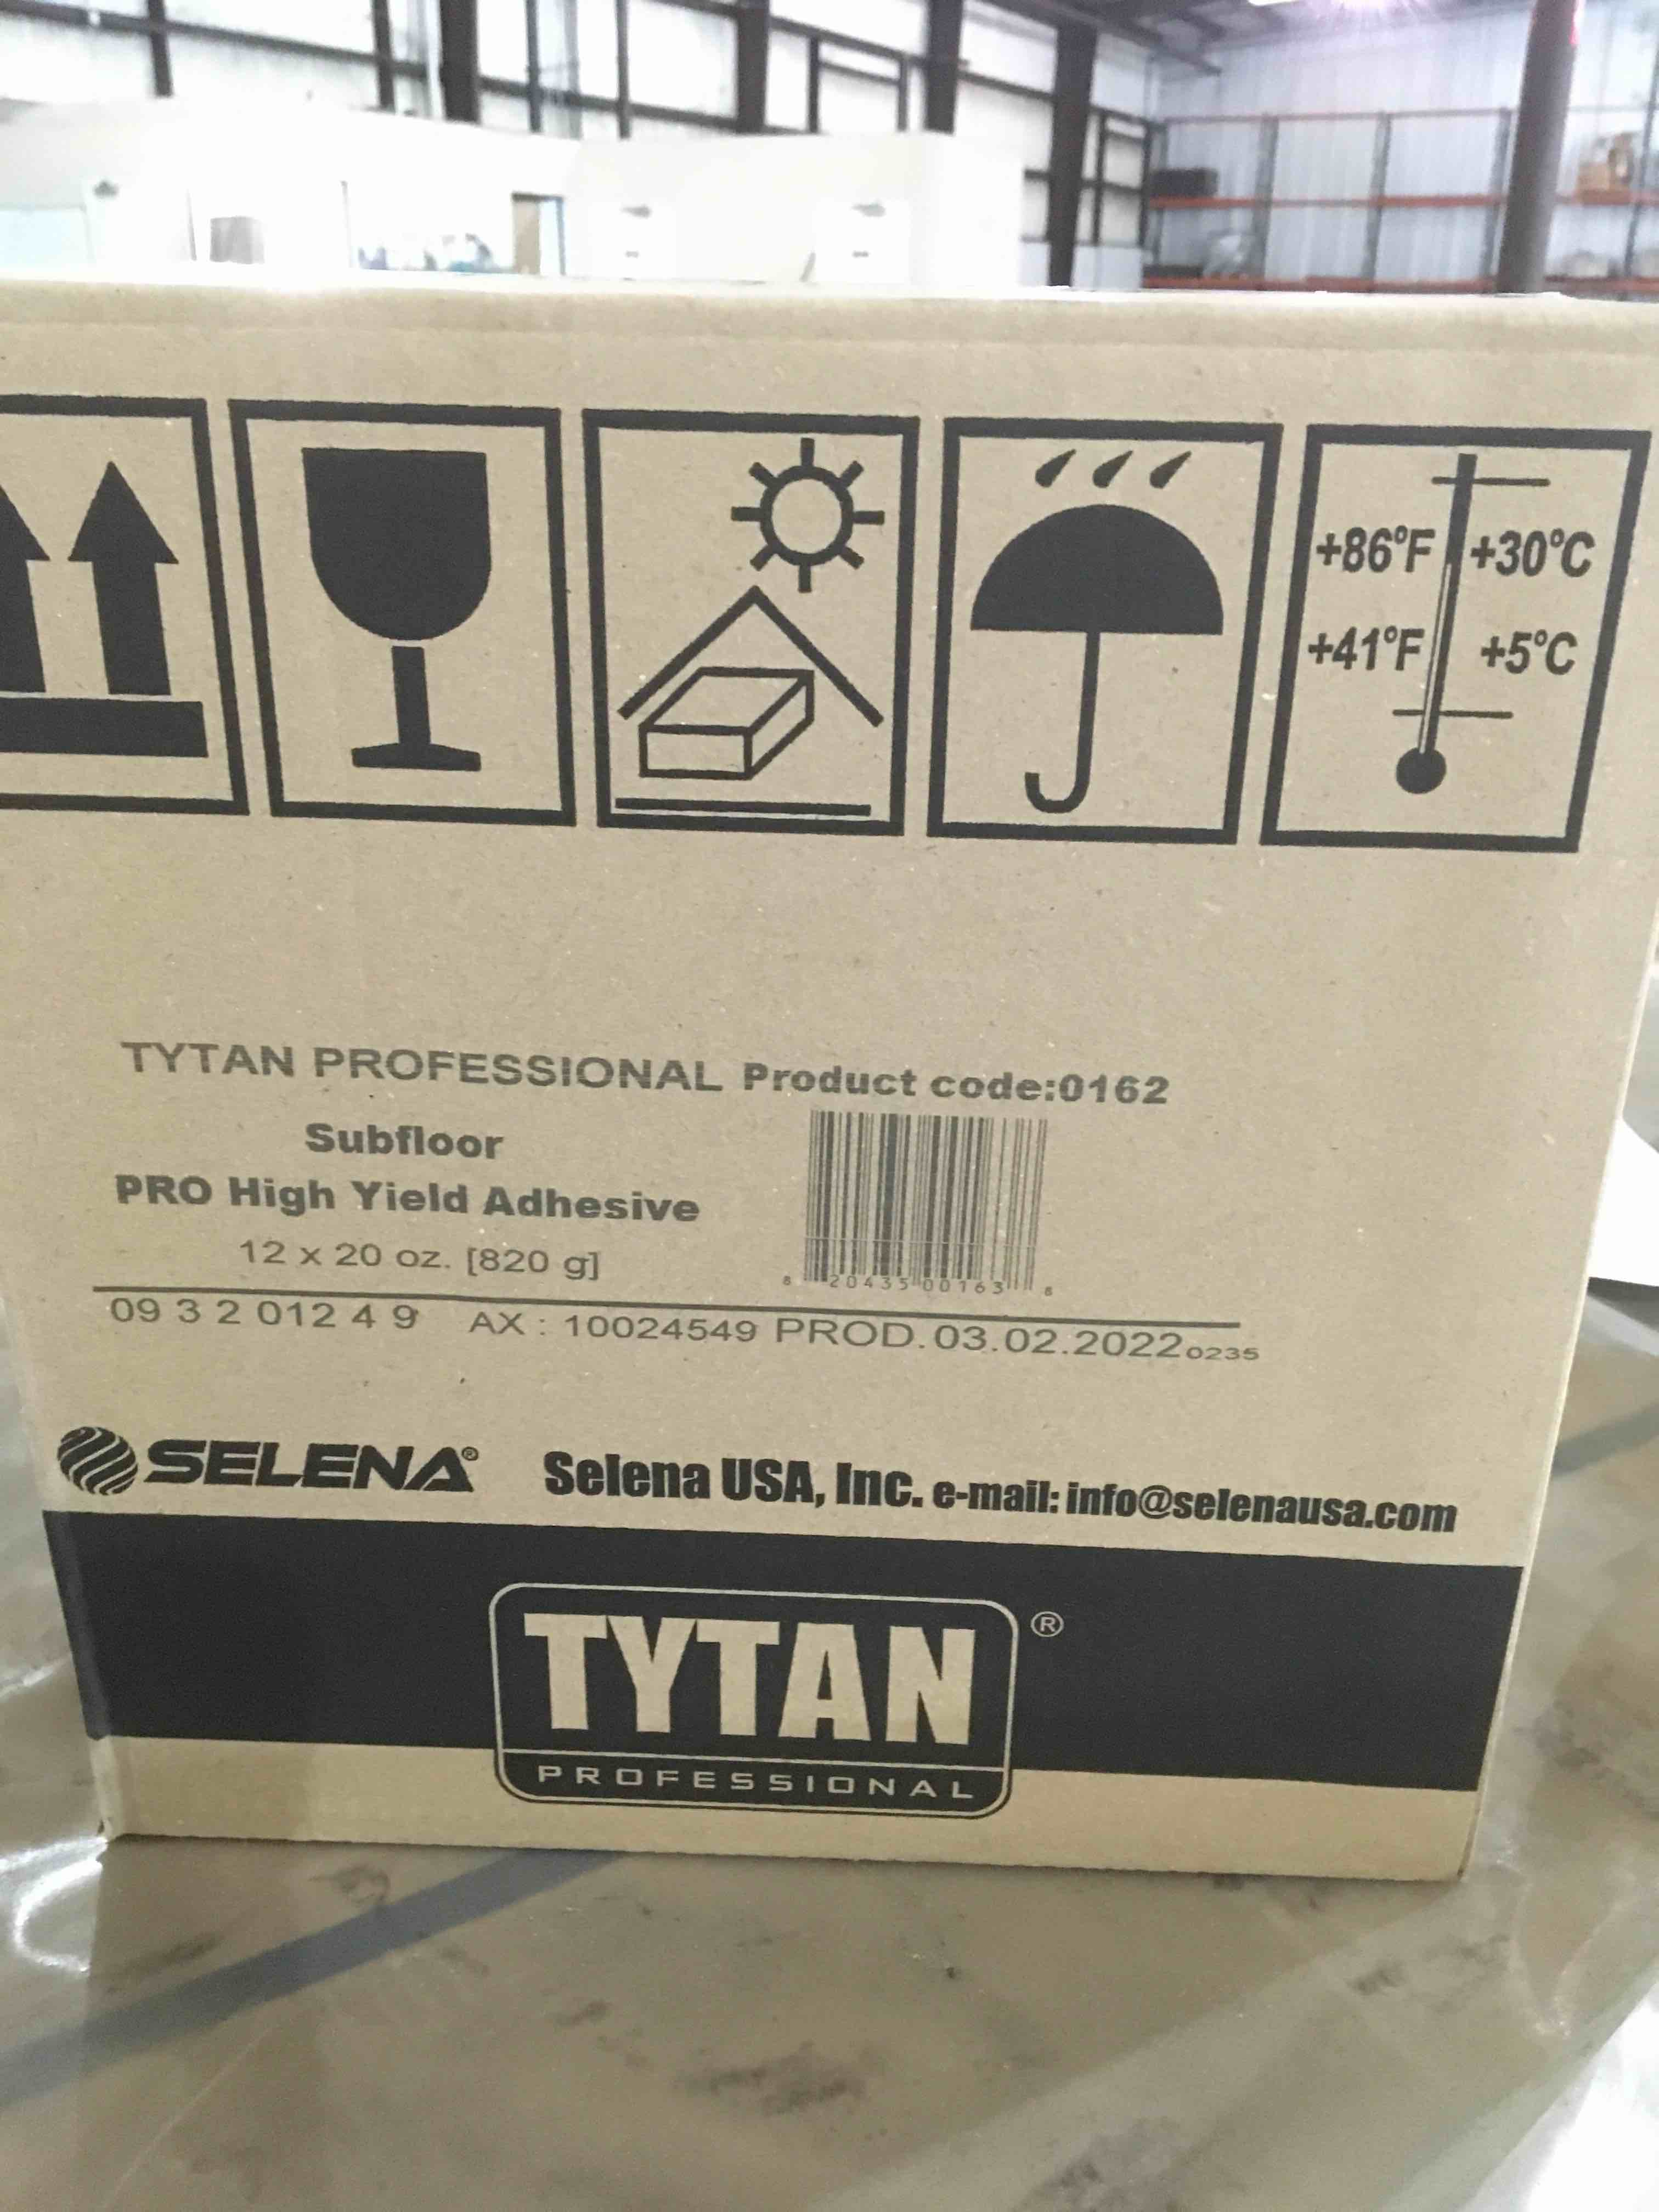 +86°F +30°C
+41°F +5°C
TYTAN PROFESSIONAL Product code:0162
Subfloor
PRO High Yield Adhesive
12 x 20 oz. [820 g]
8 20435 00163 8
09 3 2 012 4 9 AX : 10024549 PROD. 03.02.2022 0235
SELENA® Selena USA, Inc. e-mail: info@selenausa.com
TYTAN ®
PROFESSIONAL